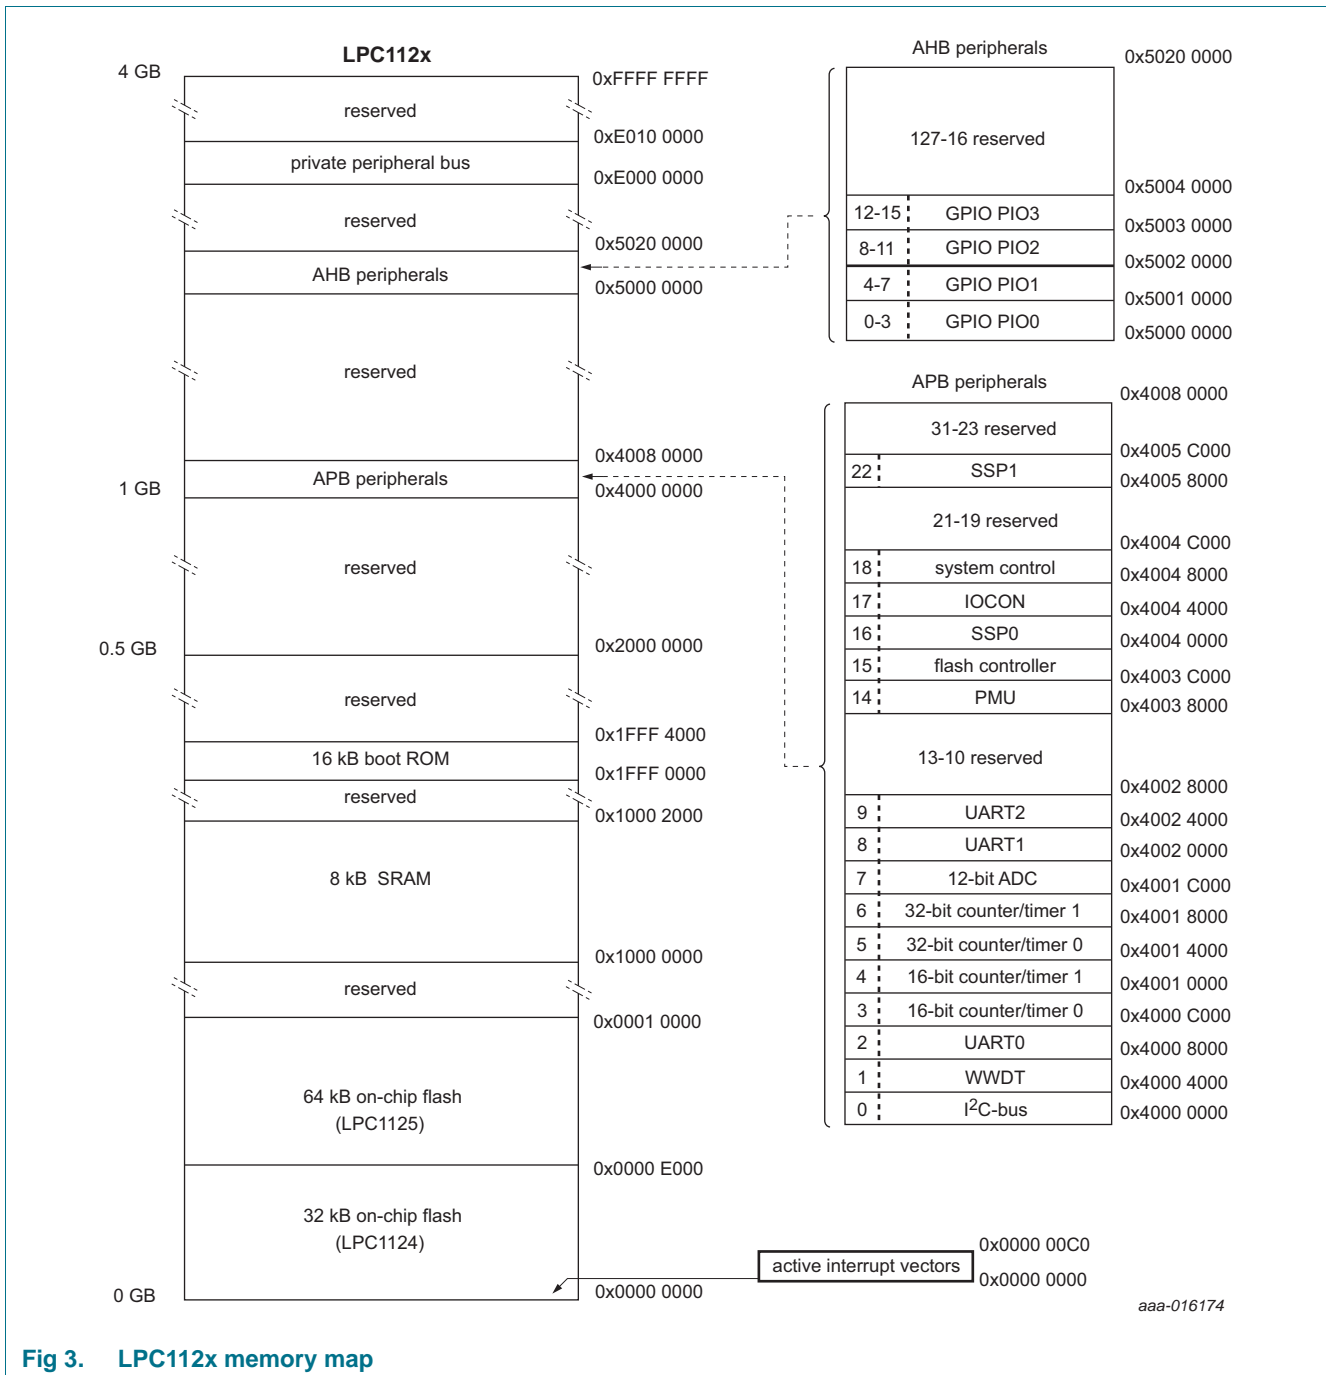 LPC112x
4 GB
0xFFFF FFFF
reserved
0xE010 0000
private peripheral bus
0xE000 0000
reserved
0x5020 0000
AHB peripherals
0x5000 0000
reserved
0x4008 0000
APB peripherals
1 GB
0x4000 0000
reserved
0.5 GB
0x2000 0000
reserved
0x1FFF 4000
16 kB boot ROM
0x1FFF 0000
reserved
0x1000 2000
8 kB SRAM
0x1000 0000
reserved
0x0001 0000
64 kB on-chip flash
(LPC1125)
0x0000 E000
32 kB on-chip flash
(LPC1124)
0 GB
0x0000 0000
AHB peripherals
0x5020 0000
127-16 reserved
0x5004 0000
12-15 GPIO PIO3
0x5003 0000
8-11 GPIO PIO2
0x5002 0000
4-7 GPIO PIO1
0x5001 0000
0-3 GPIO PIO0
0x5000 0000
APB peripherals
0x4008 0000
31-23 reserved
0x4005 C000
22 SSP1
0x4005 8000
21-19 reserved
0x4004 C000
18 system control
0x4004 8000
17 IOCON
0x4004 4000
16 SSP0
0x4004 0000
15 flash controller
0x4003 C000
14 PMU
0x4003 8000
13-10 reserved
0x4002 8000
9 UART2
0x4002 4000
8 UART1
0x4002 0000
7 12-bit ADC
0x4001 C000
6 32-bit counter/timer 1
0x4001 8000
5 32-bit counter/timer 0
0x4001 4000
4 16-bit counter/timer 1
0x4001 0000
3 16-bit counter/timer 0
0x4000 C000
2 UART0
0x4000 8000
1 WWDT
0x4000 4000
0 I²C-bus
0x4000 0000
0x0000 00C0
active interrupt vectors
0x0000 0000
aaa-016174
Fig 3. LPC112x memory map